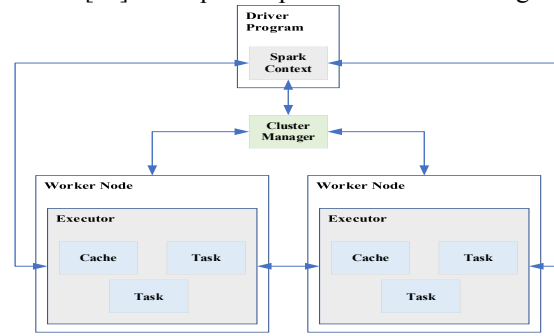 Driver
Program
Spark
Context
Cluster
Manager
Worker Node
Executor
Cache
Task
Task
Worker Node
Executor
Cache
Task
Task